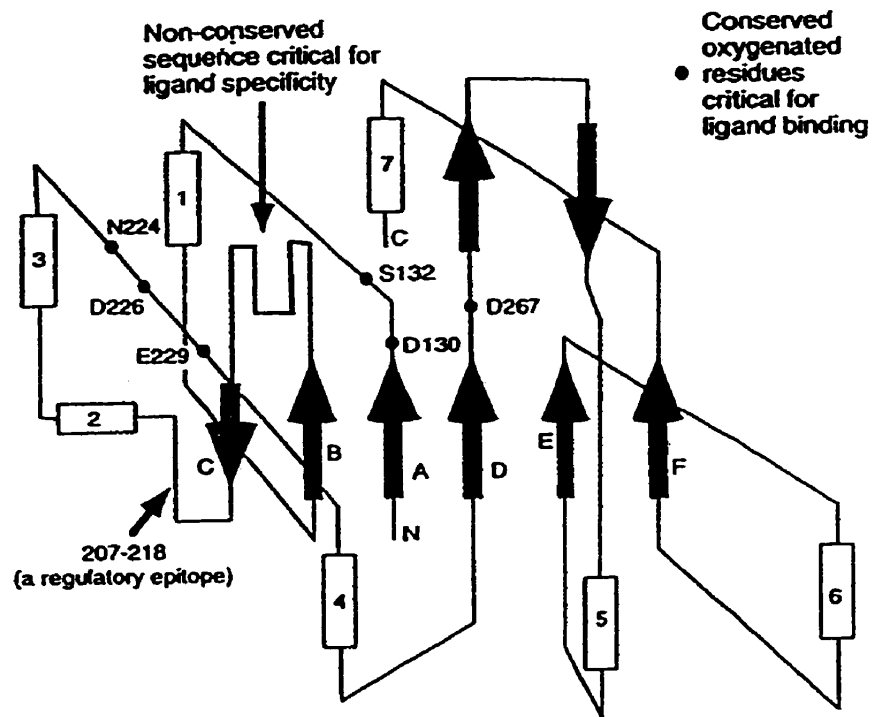 Non-conserved
sequence critical for
ligand specificity
Conserved
oxygenated
residues
critical for
ligand binding
7
1
3
N224
C
S132
D226
D267
E229
D130
2
C
B
A
D
E
F
N
207-218
(a regulatory epitope)
4
5
6